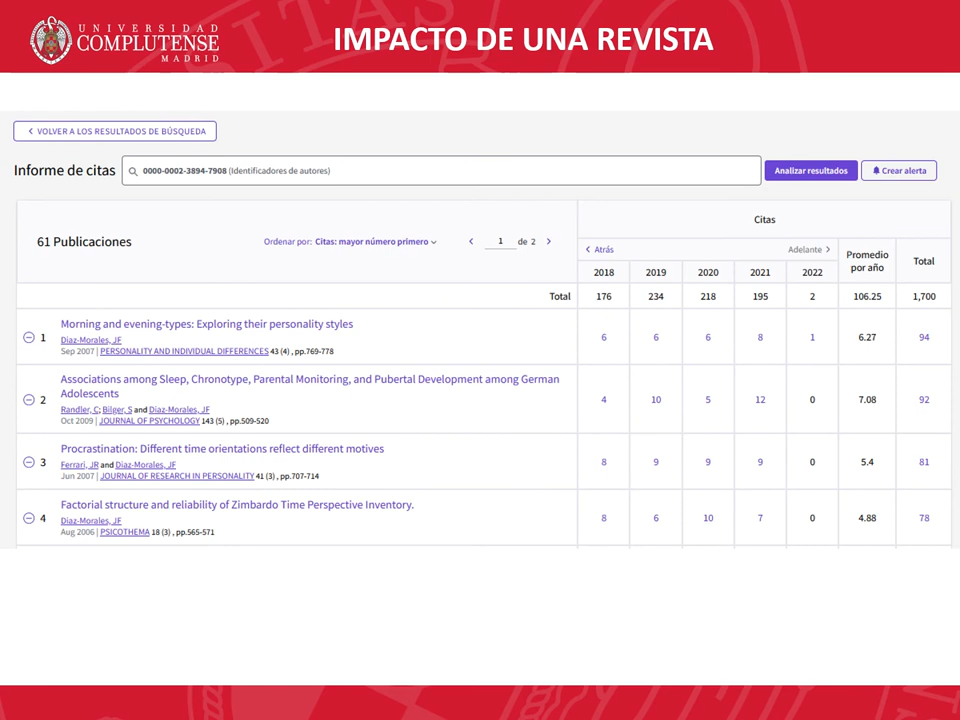 UNIVERSIDAD
COMPLUTENSE
MADRID
IMPACTO DE UNA REVISTA
VOLVER A LOS RESULTADOS DE BÚSQUEDA
Informe de citas
0000-0002-3894-7908 (Identificadores de autores)
Analizar resultados
Crear alerta
61 Publicaciones
Ordenar por: Citas: mayor número primero
1 de 2
Citas
Atrás
Adelante
2018 2019 2020 2021 2022
Promedio por año
Total
Total 176 234 218 195 2 106.25 1,700
1 Morning and evening-types: Exploring their personality styles
Diaz-Morales, JF
Sep 2007 | PERSONALITY AND INDIVIDUAL DIFFERENCES 43 (4) , pp.769-778
6 6 6 8 1 6.27 94
2 Associations among Sleep, Chronotype, Parental Monitoring, and Pubertal Development among German
Adolescents
Randler, C; Bilger, S and Diaz-Morales, JF
Oct 2009 | JOURNAL OF PSYCHOLOGY 143 (5) , pp.509-520
4 10 5 12 0 7.08 92
3 Procrastination: Different time orientations reflect different motives
Ferrari, JR and Diaz-Morales, JF
Jun 2007 | JOURNAL OF RESEARCH IN PERSONALITY 41 (3) , pp.707-714
8 9 9 9 0 5.4 81
4 Factorial structure and reliability of Zimbardo Time Perspective Inventory.
Diaz-Morales, JF
Aug 2006 | PSICOTHEMA 18 (3) , pp.565-571
8 6 10 7 0 4.88 78